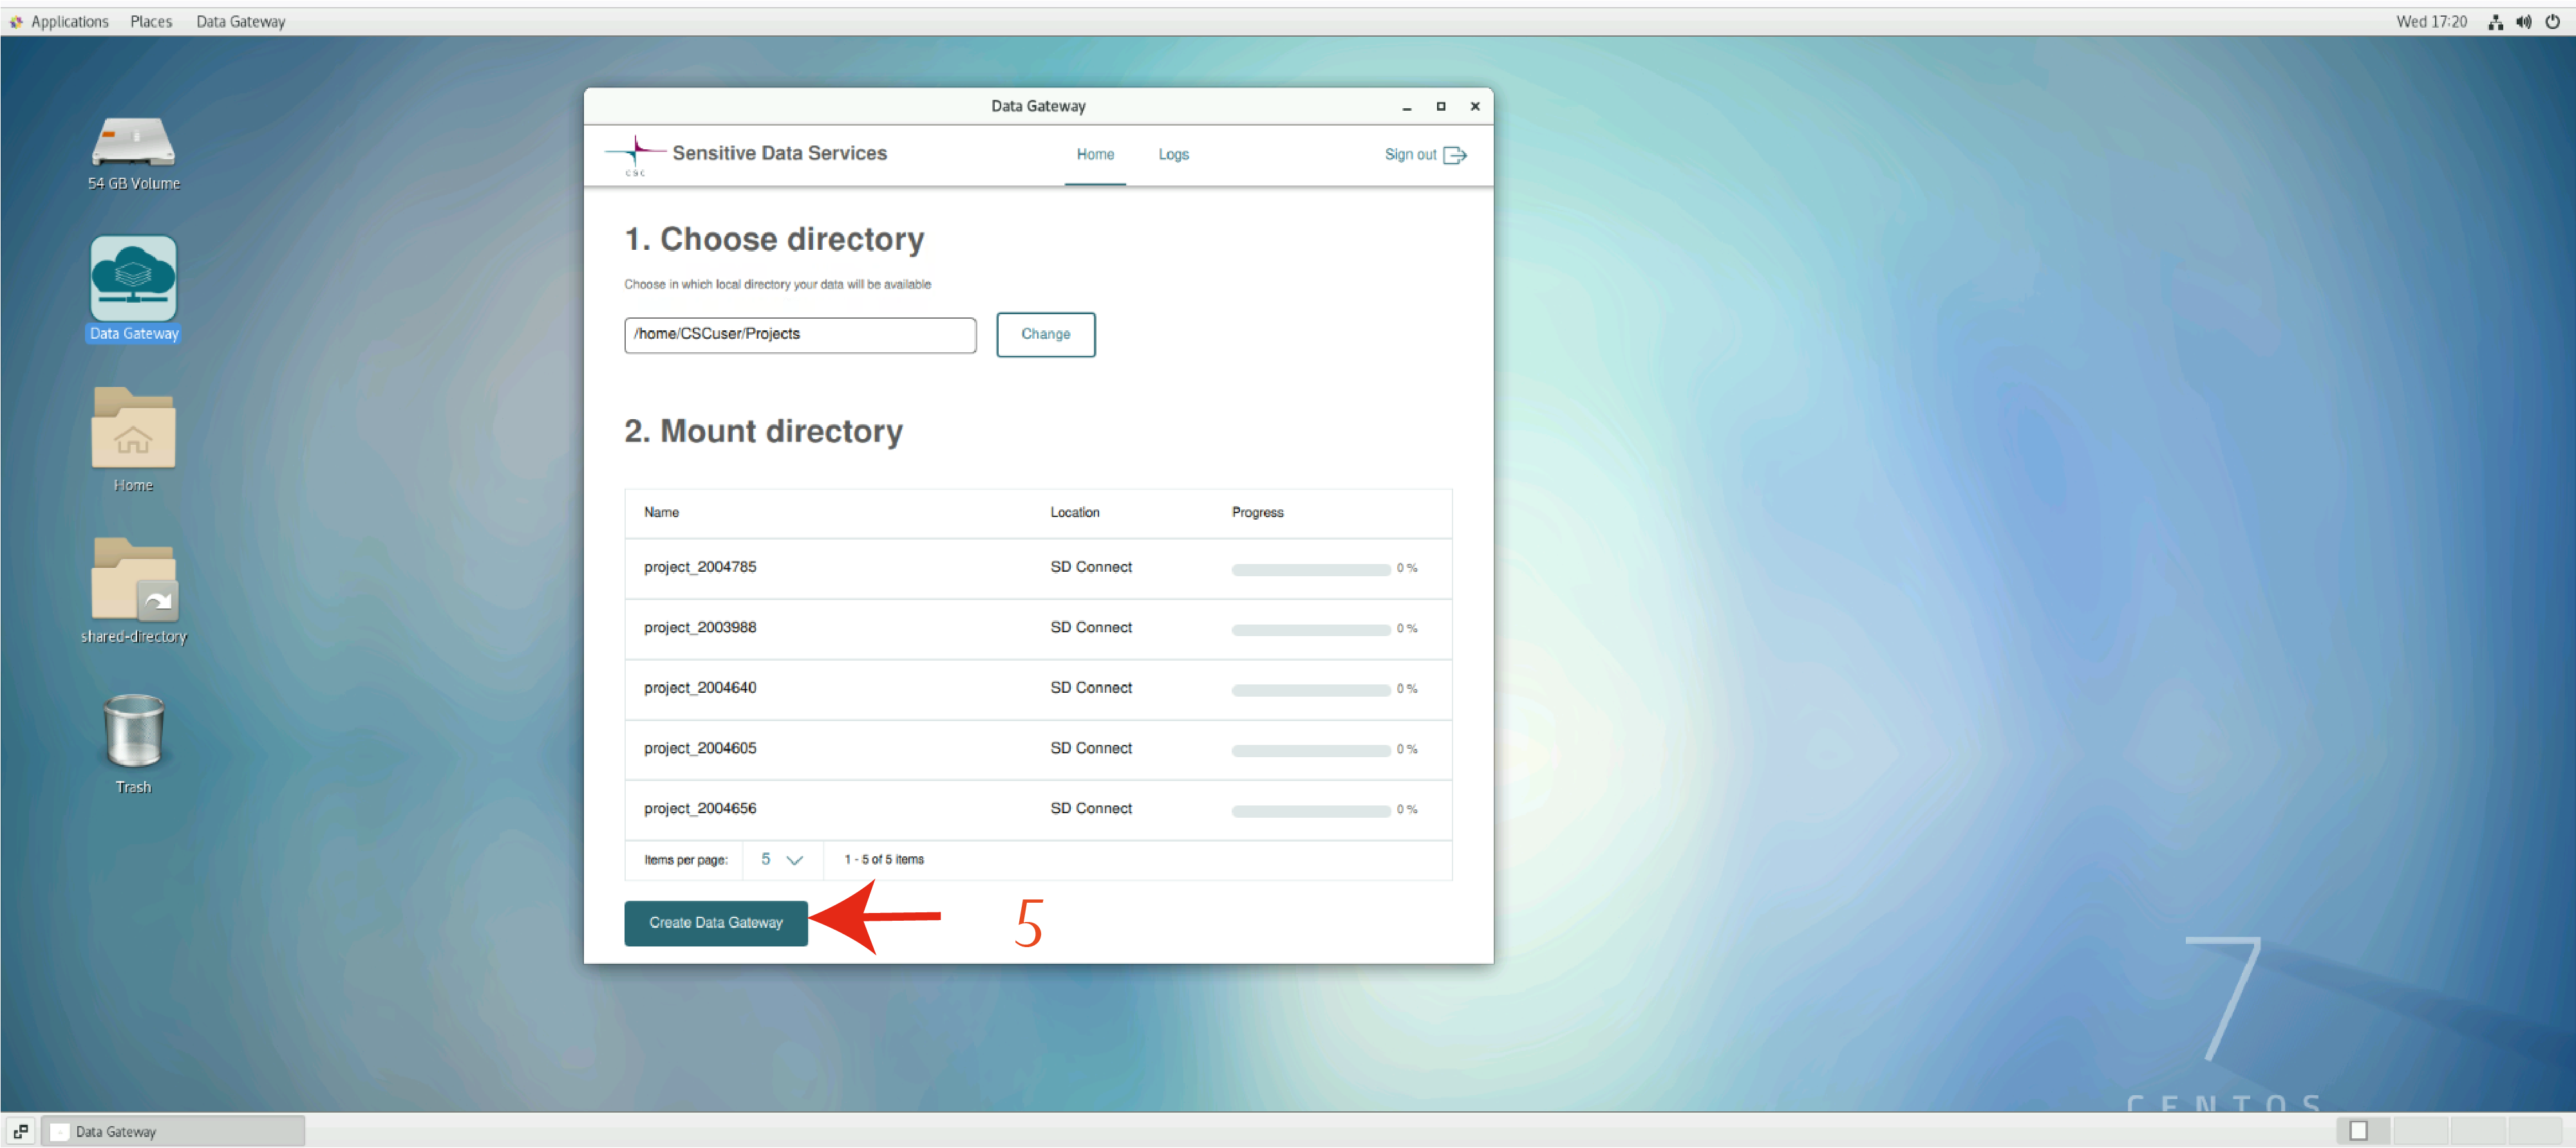 Applications Places Data Gateway Wed 17:20
54 GB Volume
Data Gateway
Home
shared-directory
Trash
Data Gateway
CSC
Sensitive Data Services
Home Logs Sign out
1. Choose directory
Choose in which local directory your data will be available
/home/CSCuser/Projects Change
2. Mount directory
Name Location Progress
project_2004785 SD Connect 0 %
project_2003988 SD Connect 0 %
project_2004640 SD Connect 0 %
project_2004605 SD Connect 0 %
project_2004656 SD Connect 0 %
Items per page: 5 1 - 5 of 5 items
Create Data Gateway 5
7
CENTOS
Data Gateway